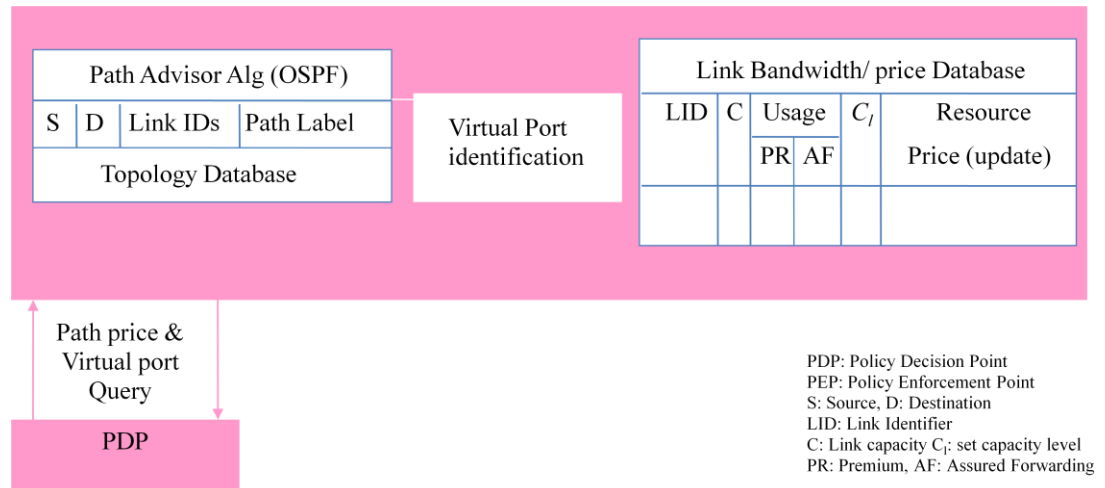 Path Advisor Alg (OSPF)
S D Link IDs Path Label
Topology Database
Virtual Port
identification
Link Bandwidth/ price Database
LID C Usage C_l Resource
PR AF Price (update)
Path price &
Virtual port
Query
PDP
PDP: Policy Decision Point
PEP: Policy Enforcement Point
S: Source, D: Destination
LID: Link Identifier
C: Link capacity C_l: set capacity level
PR: Premium, AF: Assured Forwarding